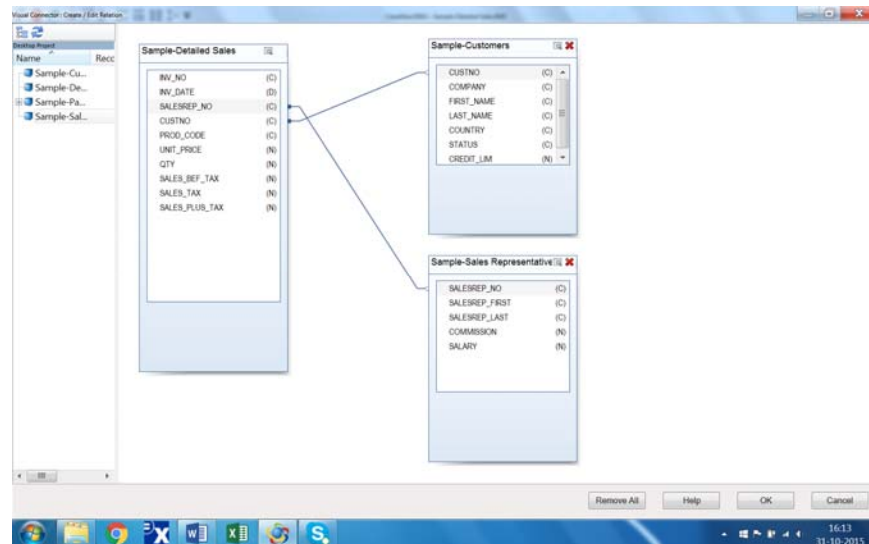 Visual Connector : Create / Edit Relation
Desktop Project
Name
Recc
Sample-Cu...
Sample-De...
Sample-Pa...
Sample-Sal...
Sample-Detailed Sales
INV_NO (C)
INV_DATE (D)
SALESREP_NO (C)
CUSTNO (C)
PROD_CODE (C)
UNIT_PRICE (N)
QTY (N)
SALES_BEF_TAX (N)
SALES_TAX (N)
SALES_PLUS_TAX (N)
Sample-Customers
CUSTNO (C)
COMPANY (C)
FIRST_NAME (C)
LAST_NAME (C)
COUNTRY (C)
STATUS (C)
CREDIT_LIM (N)
Sample-Sales Representative
SALESREP_NO (C)
SALESREP_FIRST (C)
SALESREP_LAST (C)
COMMISSION (N)
SALARY (N)
Remove All
Help
OK
Cancel
16:13
31-10-2015